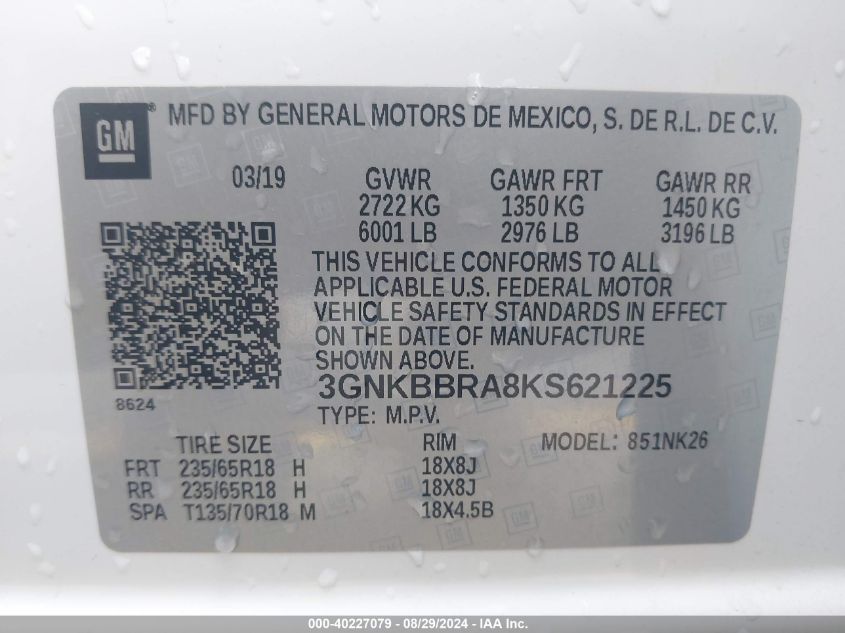 GM® MFD BY GENERAL MOTORS DE MEXICO, S. DE R.L. DE C.V.
03/19 GVWR GAWR FRT GAWR RR
2722 KG 1350 KG 1450 KG
6001 LB 2976 LB 3196 LB
THIS VEHICLE CONFORMS TO ALL
APPLICABLE U.S. FEDERAL MOTOR
VEHICLE SAFETY STANDARDS IN EFFECT
ON THE DATE OF MANUFACTURE
SHOWN ABOVE.
3GNKBBRA8KS621225
8624
TYPE: M.P.V.
TIRE SIZE RIM MODEL: 851NK26
FRT 235/65R18 H 18X8J
RR 235/65R18 H 18X8J
SPA T135/70R18 M 18X4.5B
000-40227079 - 08/29/2024 - IAA Inc.